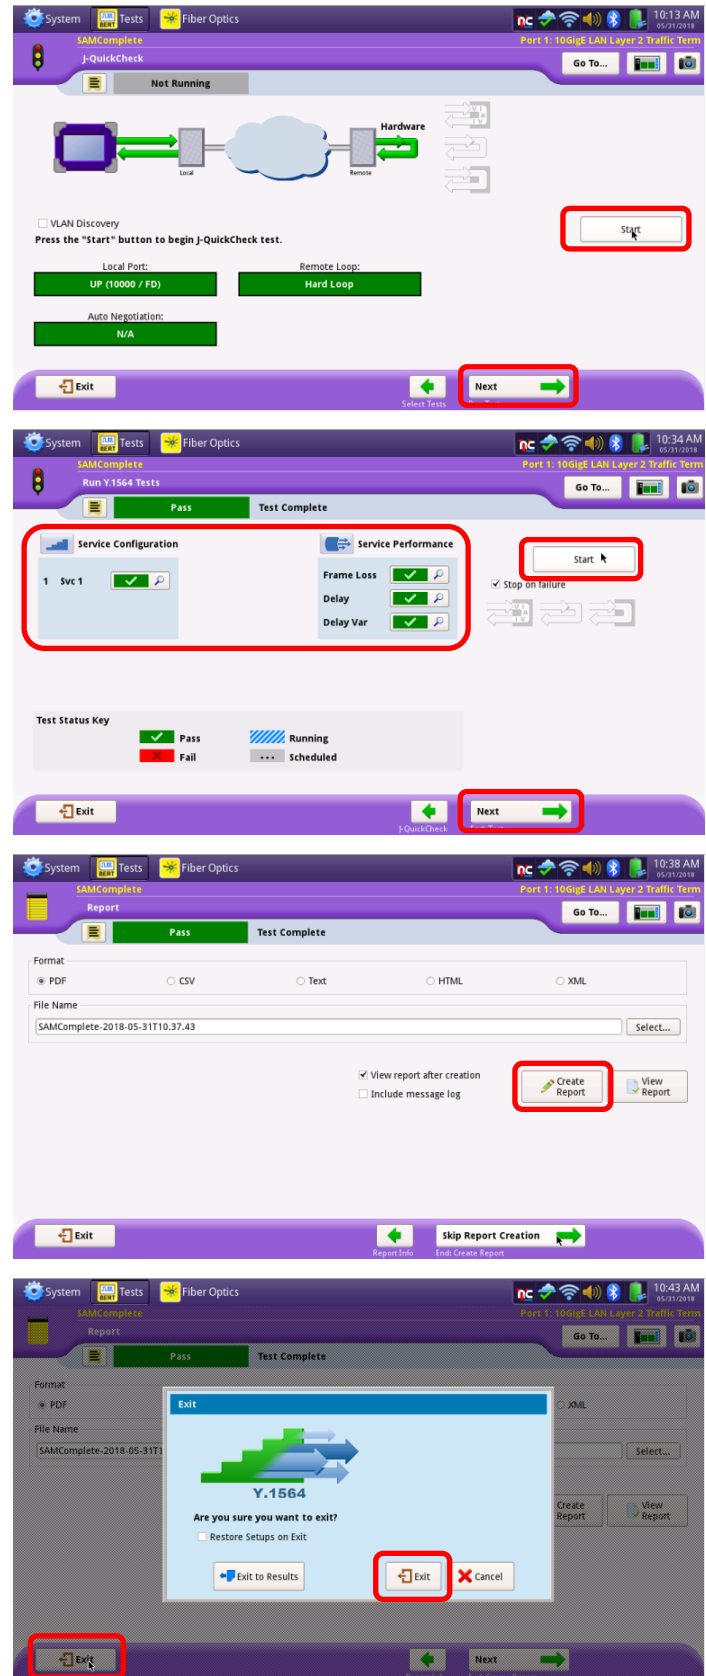 System Tests Fiber Optics 10:13 AM
05/31/2018
SAMComplete Port 1: 10GigE LAN Layer 2 Traffic Term
J-QuickCheck Go To...
Not Running
Hardware
Local Remote
VLAN Discovery
Press the "Start" button to begin J-QuickCheck test.
Start
Local Port: Remote Loop:
UP (10000 / FD) Hard Loop
Auto Negotiation:
N/A
Exit Next
Select Tests
System Tests Fiber Optics 10:34 AM
05/31/2018
SAMComplete Port 1: 10GigE LAN Layer 2 Traffic Term
Run Y.1564 Tests Go To...
Pass Test Complete
Service Configuration Service Performance
Start
1 Svc 1 Frame Loss
Stop on failure
Delay
Delay Var
Test Status Key
Pass Running
Fail Scheduled
Exit Next
J-QuickCheck
System Tests Fiber Optics 10:38 AM
05/31/2018
SAMComplete Port 1: 10GigE LAN Layer 2 Traffic Term
Report Go To...
Pass Test Complete
Format
PDF CSV Text HTML XML
File Name
SAMComplete-2018-05-31T10.37.43 Select...
View report after creation
Include message log
Create Report
View Report
Exit Skip Report Creation
Report Info End: Create Report
System Tests Fiber Optics 10:43 AM
05/31/2018
SAMComplete Port 1: 10GigE LAN Layer 2 Traffic Term
Report Go To...
Pass Test Complete
Format
PDF XML
File Name
SAMComplete-2018-05-31T1 Select...
Create Report
View Report
Exit
Y.1564
Are you sure you want to exit?
Restore Setups on Exit
Exit to Results Exit Cancel
Exit Next